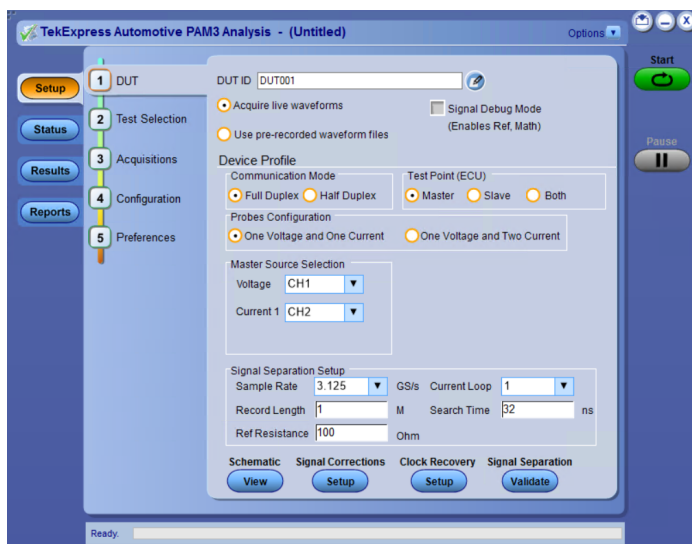 TekExpress Automotive PAM3 Analysis - (Untitled)
Options
Start
Pause
Setup
Status
Results
Reports
1 DUT
2 Test Selection
3 Acquisitions
4 Configuration
5 Preferences
DUT ID DUT001
Acquire live waveforms
Signal Debug Mode
(Enables Ref, Math)
Use pre-recorded waveform files
Device Profile
Communication Mode
Full Duplex Half Duplex
Test Point (ECU)
Master Slave Both
Probes Configuration
One Voltage and One Current One Voltage and Two Current
Master Source Selection
Voltage CH1
Current 1 CH2
Signal Separation Setup
Sample Rate 3.125 GS/s Current Loop 1
Record Length 1 M Search Time 32 ns
Ref Resistance 100 Ohm
Schematic Signal Corrections Clock Recovery Signal Separation
View Setup Setup Validate
Ready.